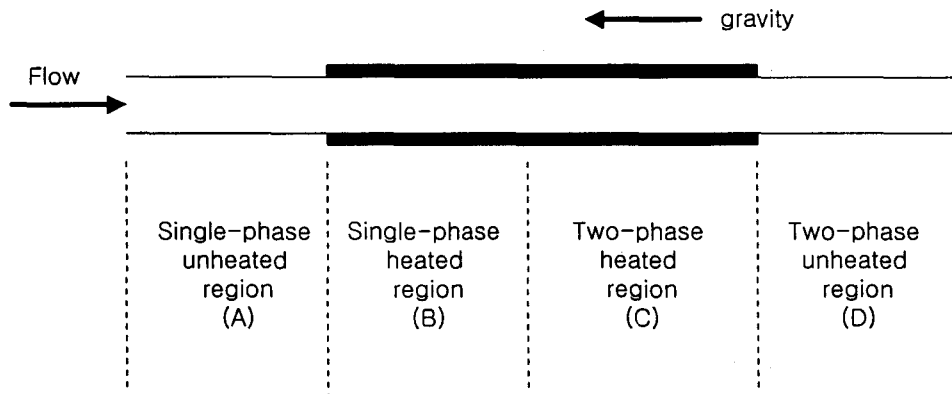 gravity
Flow
Single-phase
unheated
region
(A)
Single-phase
heated
region
(B)
Two-phase
heated
region
(C)
Two-phase
unheated
region
(D)